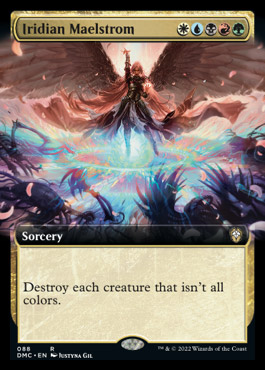 Iridian Maelstrom
Sorcery
Destroy each creature that isn't all
colors.
088 R
DMC • EN Justyna Gil
™ & © 2022 Wizards of the Coast